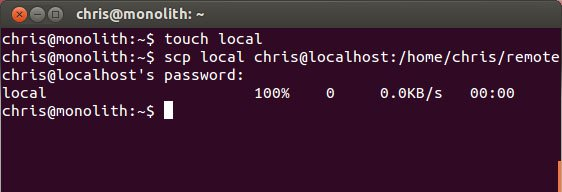 chris@monolith: ~
chris@monolith:~$ touch local
chris@monolith:~$ scp local chris@localhost:/home/chris/remote
chris@localhost's password:
local 100% 0 0.0KB/s 00:00
chris@monolith:~$